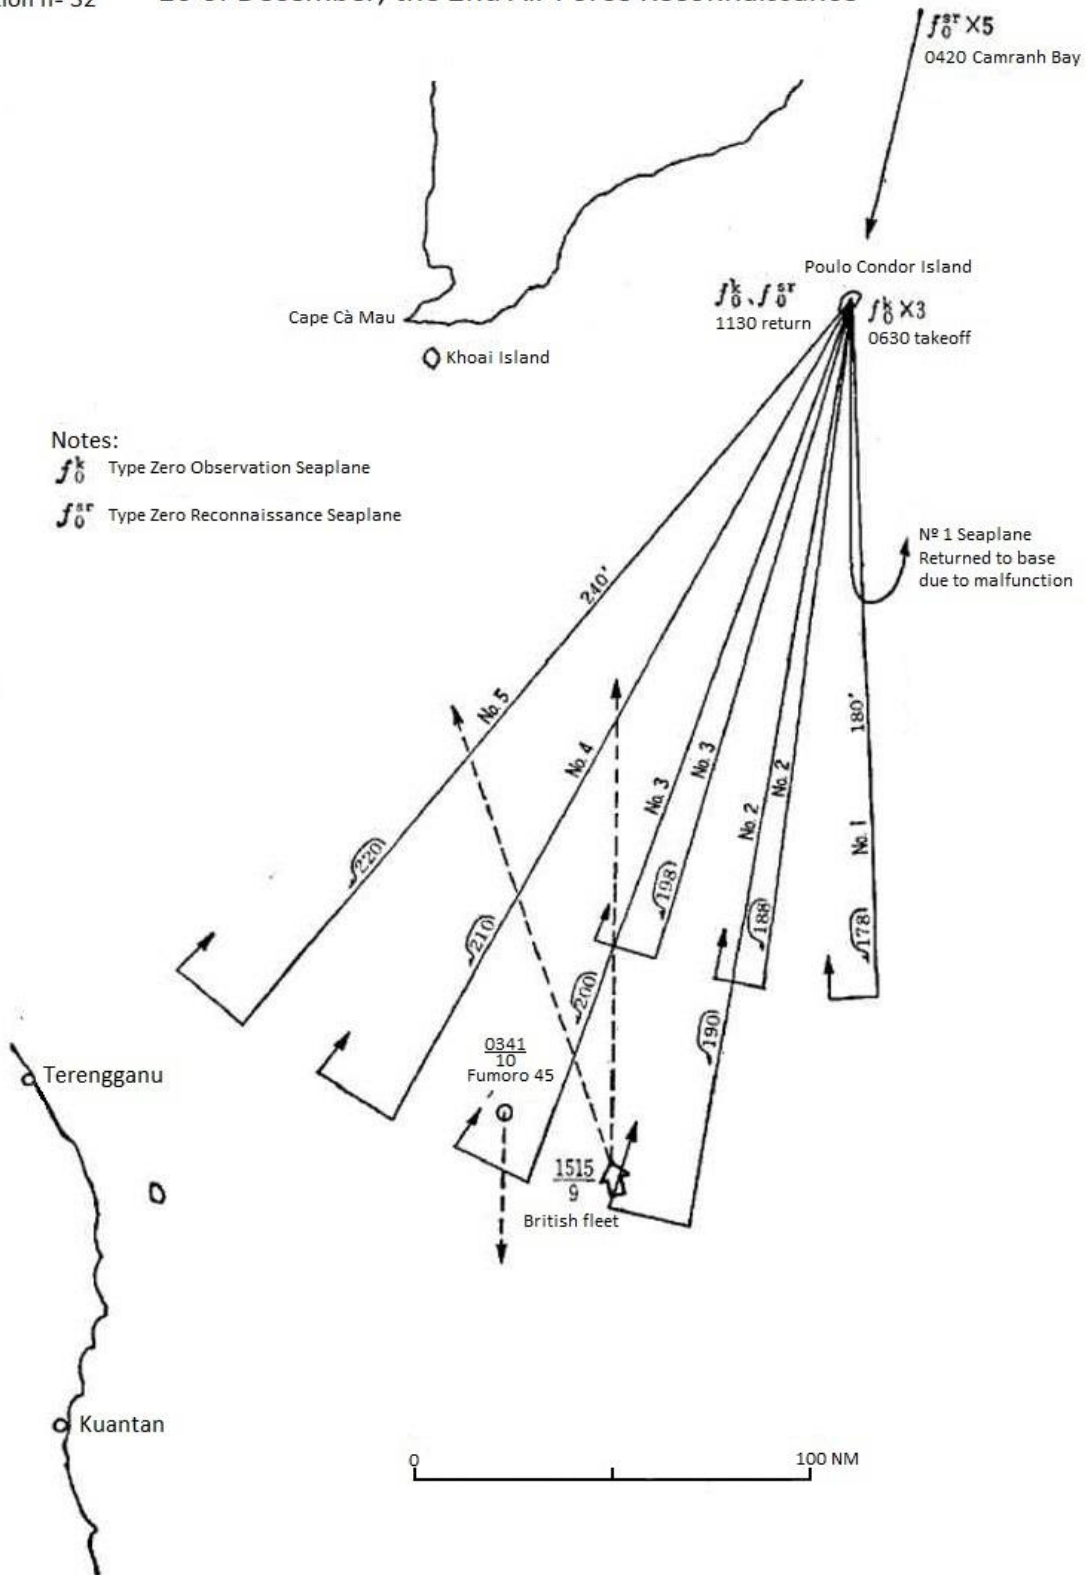 10 of December, the 2nd Air Force Reconnaissance
f₀ˢʳ X5
0420 Camranh Bay
Poulo Condor Island
f₀ᵏ、f₀ˢʳ
1130 return
f₀ᵏ X3
0630 takeoff
Cape Cà Mau
Khoai Island
Notes:
f₀ᵏ Type Zero Observation Seaplane
f₀ˢʳ Type Zero Reconnaissance Seaplane
Nº 1 Seaplane
Returned to base
due to malfunction
240'
180'
No. 5
No. 4
No. 3
No. 3
No. 2
No. 2
No. 1
220
210
200
198
190
188
178
0341
10
Fumoro 45
1515
9
British fleet
Terengganu
Kuantan
0
100 NM